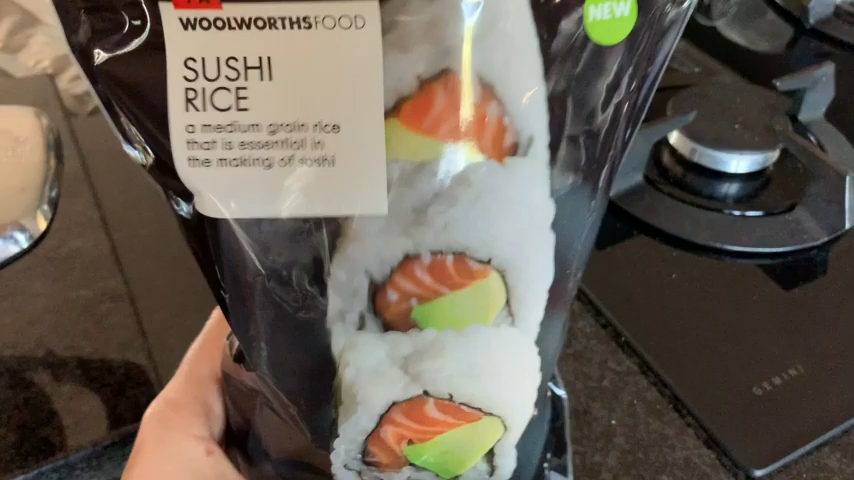 WOOLWORTHSFOOD
NEW
SUSHI
RICE
a medium grain rice
that is essential in
the making of sushi
GEMINI